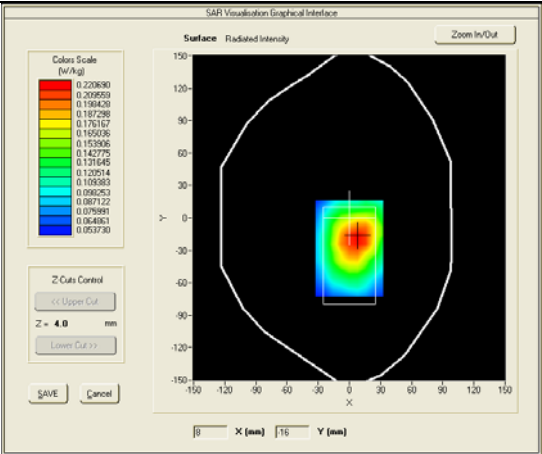 SAR Visualisation Graphical Interface
Surface Radiated Intensity
Zoom In/Out
Colors Scale
(W/kg)
0.220690
0.209559
0.198428
0.187298
0.176167
0.165036
0.153906
0.142775
0.131645
0.120514
0.109383
0.098253
0.087122
0.075991
0.064861
0.053730
Z-Cuts Control
<< Upper Cut
Z = 4.0 mm
Lower Cut >>
SAVE Cancel
150
120
90
60
30
0
-30
-60
-90
-120
-150
Y
-150 -120 -90 -60 -30 0 30 60 90 120 150
X
8 X (mm) -16 Y (mm)